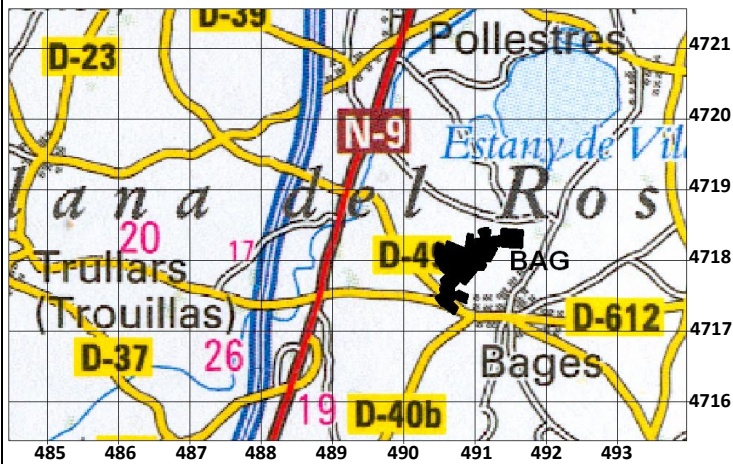 D-39
4721
Pollestres
D-23
4720
N-9
Estany de Vil
4719
lana del Ros
20
17
D-4
4718
Trullars
BAG
(Trouillas)
D-612
4717
D-37
26
Bages
19
D-40b
4716
485 486 487 488 489 490 491 492 493